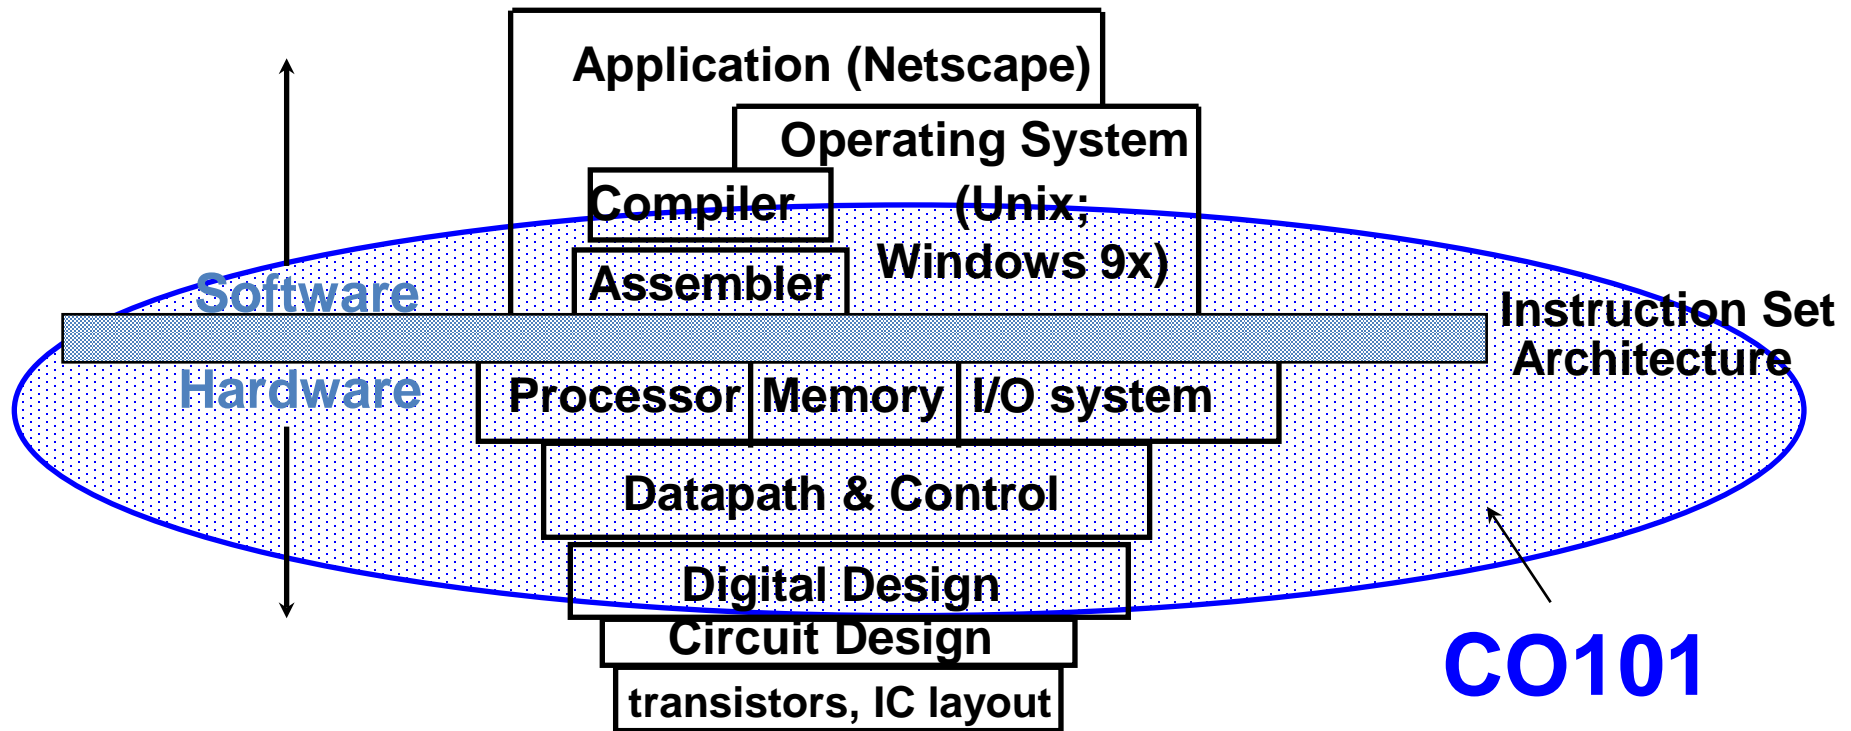 Application (Netscape)
Operating System
Compiler
(Unix;
Windows 9x)
Assembler
Software
Instruction Set
Architecture
Hardware
Processor
Memory
I/O system
Datapath & Control
Digital Design
Circuit Design
CO101
transistors, IC layout